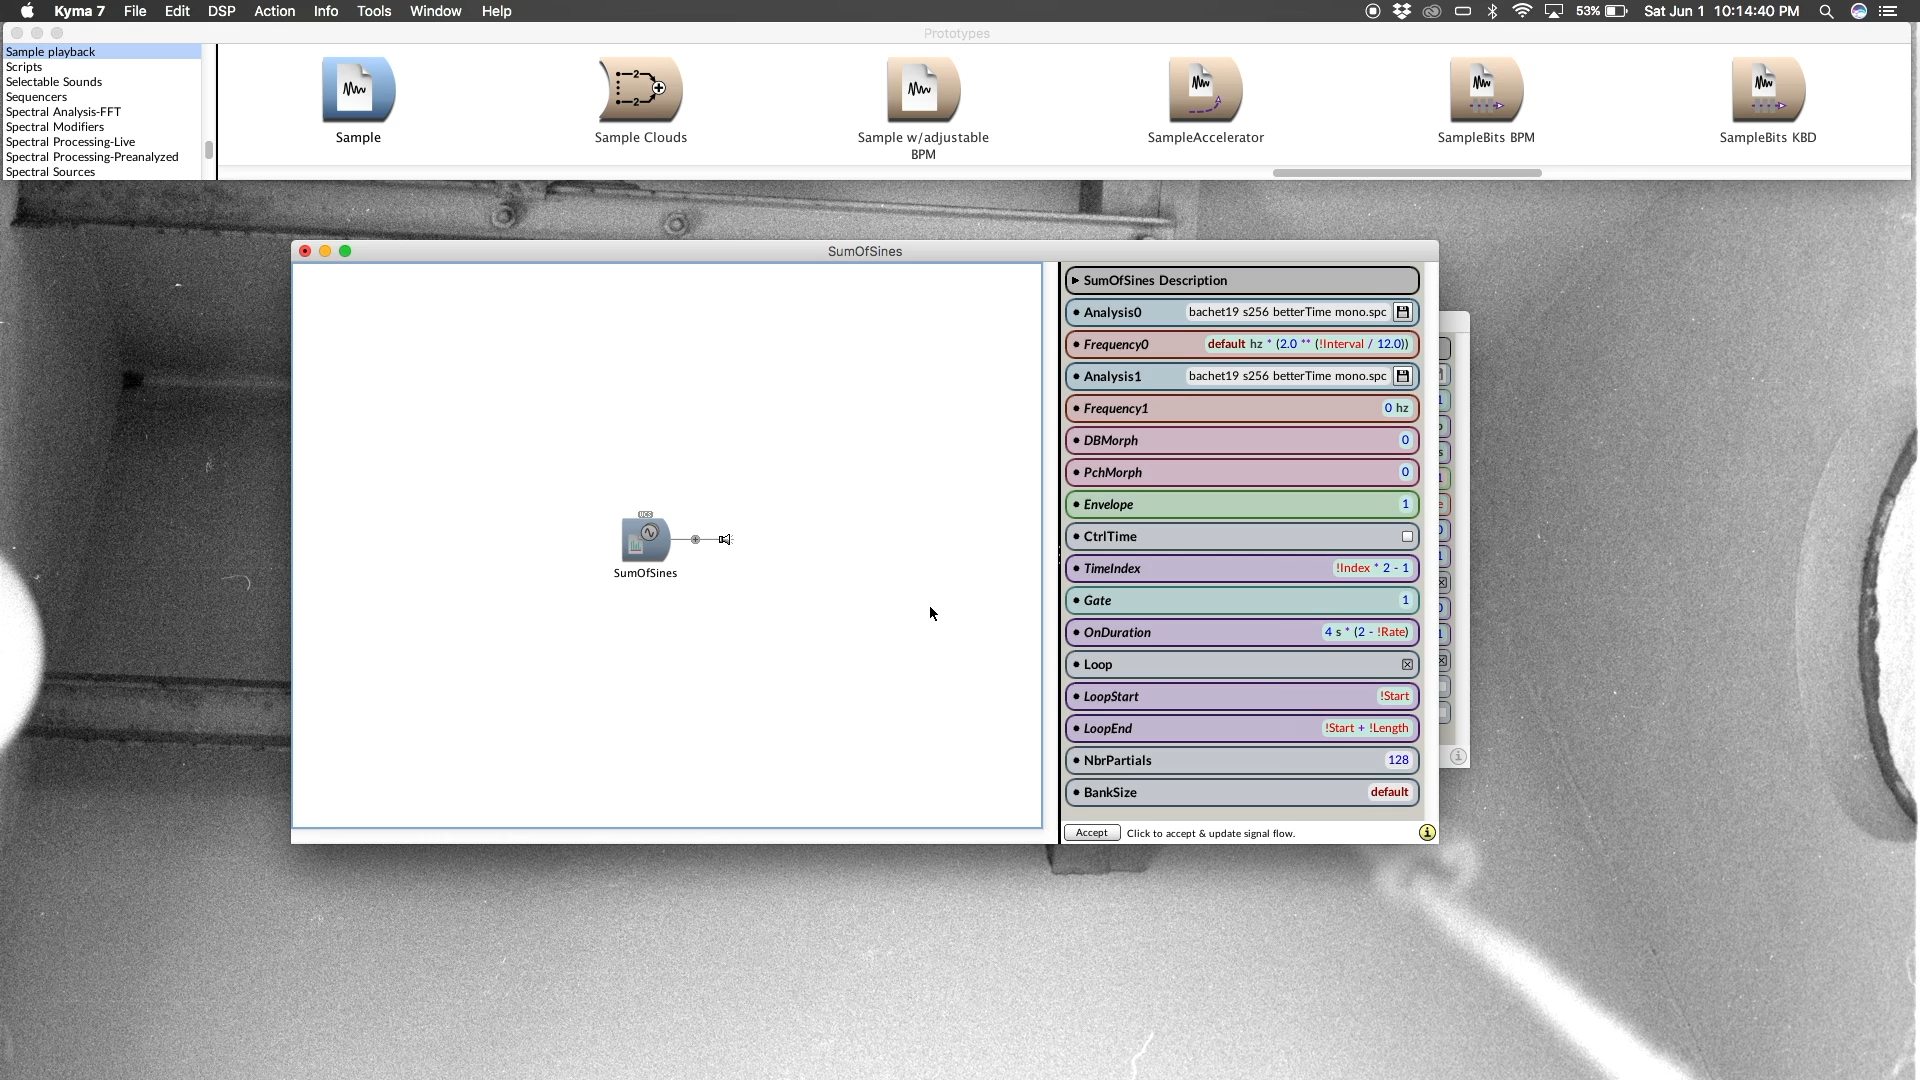 Kyma 7 File Edit DSP Action Info Tools Window Help 53% Sat Jun 1 10:14:40 PM
Prototypes
Sample playback
Scripts
Selectable Sounds
Sequencers
Spectral Analysis-FFT
Spectral Modifiers
Spectral Processing-Live
Spectral Processing-Preanalyzed
Spectral Sources
Sample
Sample Clouds
Sample w/adjustable
BPM
SampleAccelerator
SampleBits BPM
SampleBits KBD
SumOfSines
SumOfSines
SumOfSines Description
Analysis0 bachet19 s256 betterTime mono.spc
Frequency0 default hz * (2.0 ** (!Interval / 12.0))
Analysis1 bachet19 s256 betterTime mono.spc
Frequency1 0 hz
DBMorph 0
PchMorph 0
Envelope 1
CtrlTime
TimeIndex !Index * 2 - 1
Gate 1
OnDuration 4 s * (2 - !Rate)
Loop
LoopStart !Start
LoopEnd !Start + !Length
NbrPartials 128
BankSize default
Accept Click to accept & update signal flow.